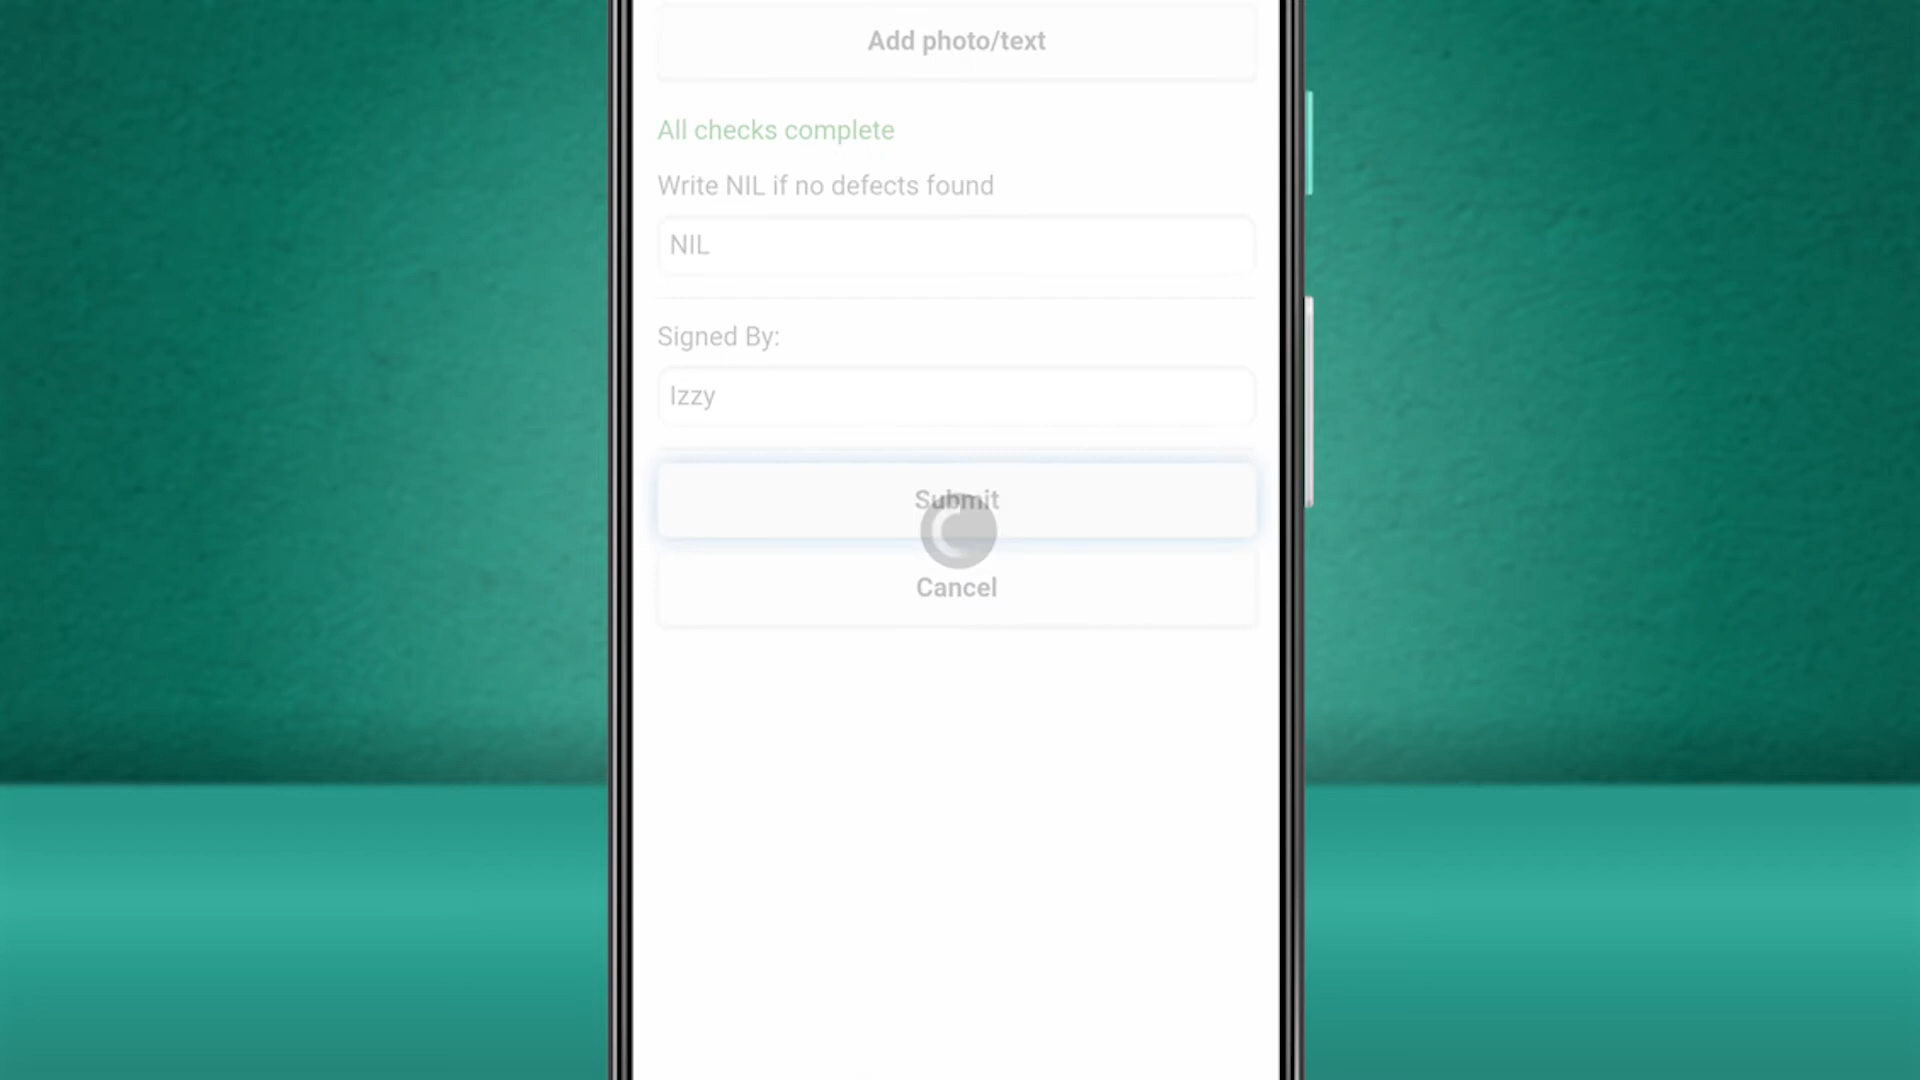 Add photo/text
All checks complete
Write NIL if no defects found
NIL
Signed By:
Izzy
Submit
Cancel